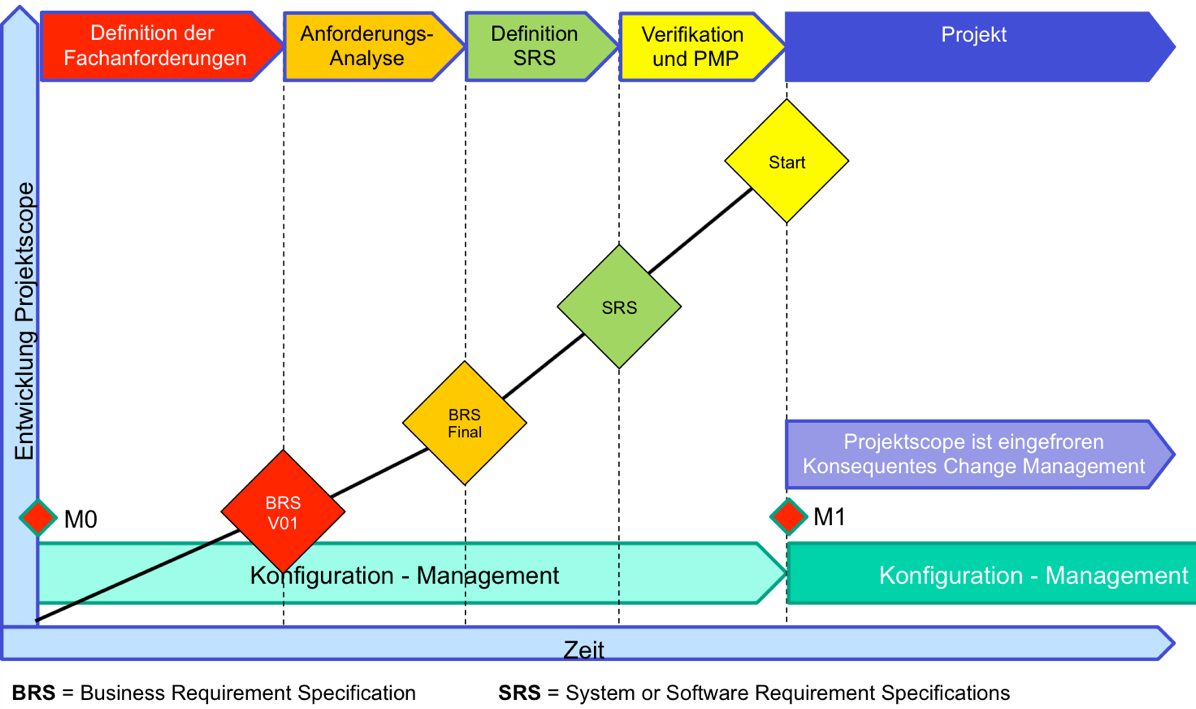 Definition der
Fachanforderungen
Anforderungs-
Analyse
Definition
SRS
Verifikation
und PMP
Projekt
Entwicklung Projektscope
Start
SRS
BRS
Final
BRS
V01
Projektscope ist eingefroren
Konsequentes Change Management
M0
M1
Konfiguration - Management
Konfiguration - Management
Zeit
BRS = Business Requirement Specification
SRS = System or Software Requirement Specifications